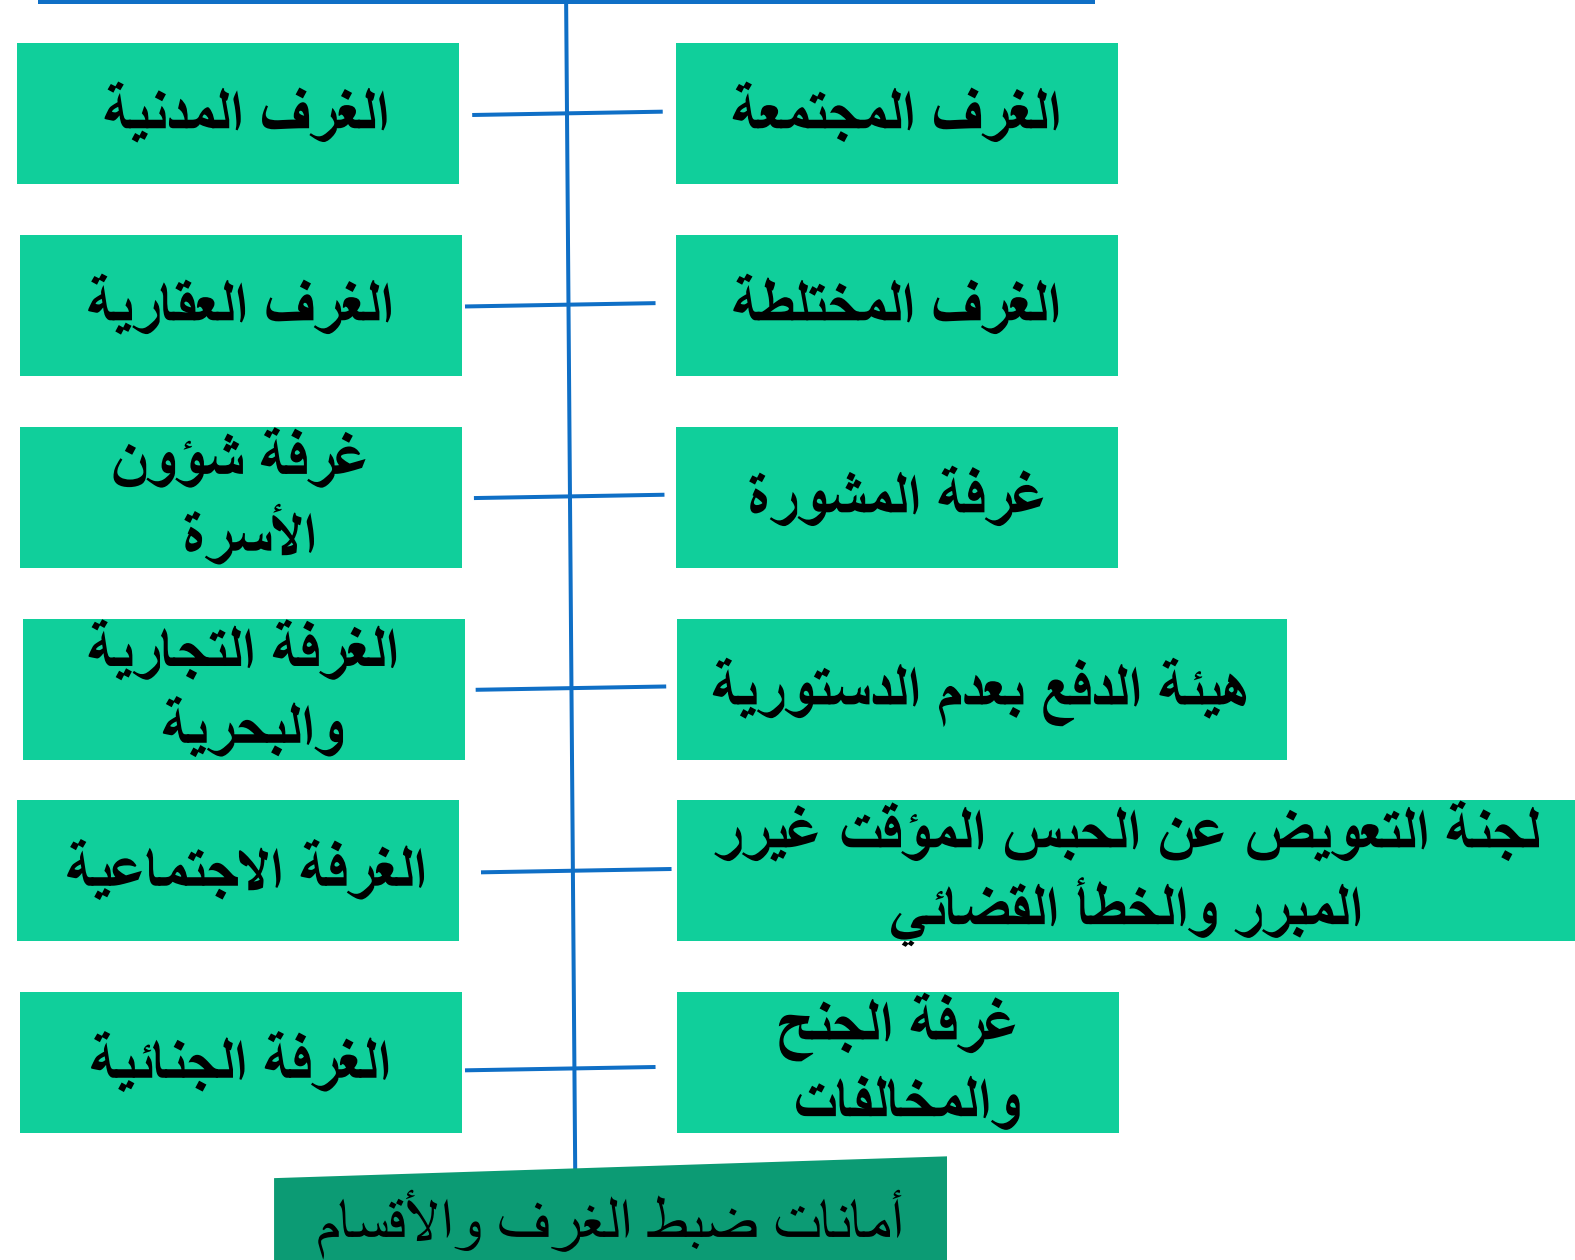 الغرف المجتمعة
الغرف المدنية
الغرف المختلطة
الغرف العقارية
غرفة المشورة
غرفة شؤون
الأسرة
هيئة الدفع بعدم الدستورية
الغرفة التجارية
والبحرية
لجنة التعويض عن الحبس المؤقت غيرر
المبرر والخطأ القضائي
الغرفة الاجتماعية
غرفة الجنح
والمخالفات
الغرفة الجنائية
أمانات ضبط الغرف والأقسام